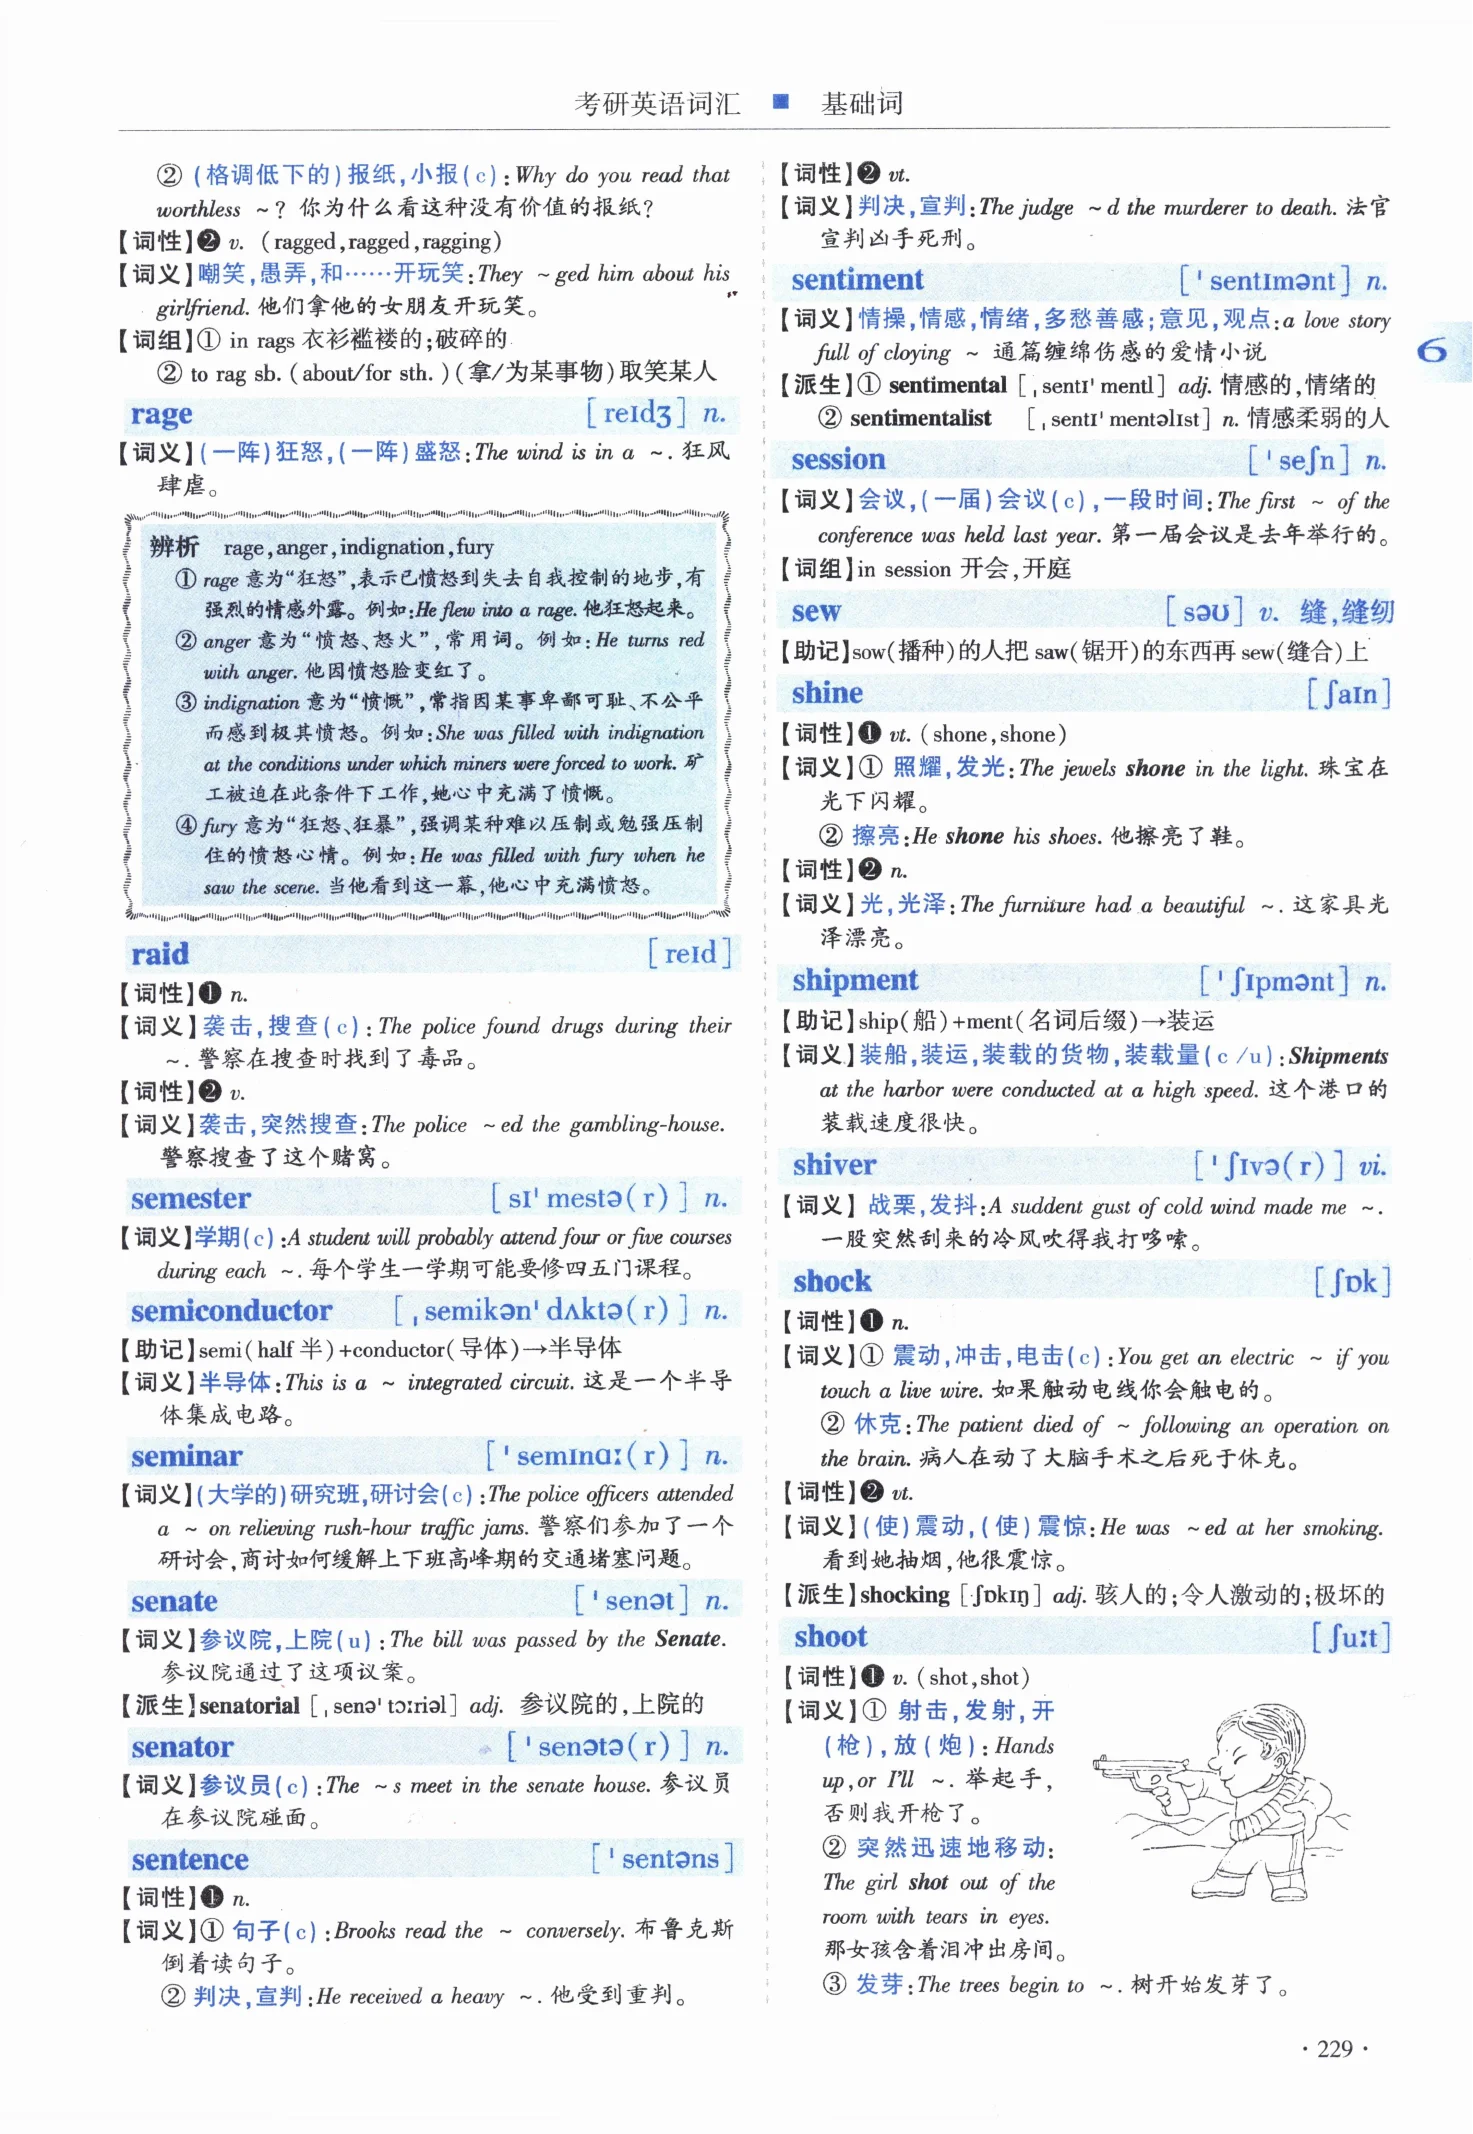 考研英语词汇 ■ 基础词
② (格调低下的)报纸,小报(c):Why do you read that
worthless ~? 你为什么看这种没有价值的报纸?
【词性】❷ v. (ragged,ragged,ragging)
【词义】嘲笑,愚弄,和……开玩笑:They ~ged him about his
girlfriend. 他们拿他的女朋友开玩笑。
【词组】① in rags 衣衫褴褛的;破碎的
② to rag sb. (about/for sth.)(拿/为某事物)取笑某人
rage [reɪdʒ] n.
【词义】(一阵)狂怒,(一阵)盛怒:The wind is in a ~. 狂风
肆虐。
辨析 rage,anger,indignation,fury
① rage 意为“狂怒”,表示已愤怒到失去自我控制的地步,有
强烈的情感外露。例如:He flew into a rage. 他狂怒起来。
② anger 意为“愤怒、怒火”,常用词。例如:He turns red
with anger. 他因愤怒脸变红了。
③ indignation 意为“愤慨”,常指因某事卑鄙可耻、不公平
而感到极其愤怒。例如:She was filled with indignation
at the conditions under which miners were forced to work. 矿
工被迫在此条件下工作,她心中充满了愤慨。
④ fury 意为“狂怒、狂暴”,强调某种难以压制或勉强压制
住的愤怒心情。例如:He was filled with fury when he
saw the scene. 当他看到这一幕,他心中充满愤怒。
raid [reɪd]
【词性】❶ n.
【词义】袭击,搜查(c):The police found drugs during their
~. 警察在搜查时找到了毒品。
【词性】❷ v.
【词义】袭击,突然搜查:The police ~ed the gambling-house.
警察搜查了这个赌窝。
semester [sɪ'mestə(r)] n.
【词义】学期(c):A student will probably attend four or five courses
during each ~. 每个学生一学期可能要修四五门课程。
semiconductor [ˌsemikən'dʌktə(r)] n.
【助记】semi(half 半)+conductor(导体)→半导体
【词义】半导体:This is a ~ integrated circuit. 这是一个半导
体集成电路。
seminar ['semɪnɑː(r)] n.
【词义】(大学的)研究班,研讨会(c):The police officers attended
a ~ on relieving rush-hour traffic jams. 警察们参加了一个
研讨会,商讨如何缓解上下班高峰期的交通堵塞问题。
senate ['senət] n.
【词义】参议院,上院(u):The bill was passed by the Senate.
参议院通过了这项议案。
【派生】senatorial [ˌsenə'tɔːriəl] adj. 参议院的,上院的
senator ['senətə(r)] n.
【词义】参议员(c):The ~s meet in the senate house. 参议员
在参议院碰面。
sentence ['sentəns]
【词性】❶ n.
【词义】① 句子(c):Brooks read the ~ conversely. 布鲁克斯
倒着读句子。
② 判决,宣判:He received a heavy ~. 他受到重判。
【词性】❷ vt.
【词义】判决,宣判:The judge ~d the murderer to death. 法官
宣判凶手死刑。
sentiment ['sentɪmənt] n.
【词义】情操,情感,情绪,多愁善感;意见,观点:a love story
full of cloying ~ 通篇缠绵伤感的爱情小说
【派生】① sentimental [ˌsentɪ'mentl] adj. 情感的,情绪的
② sentimentalist [ˌsentɪ'mentəlɪst] n. 情感柔弱的人
session ['seʃn] n.
【词义】会议,(一届)会议(c),一段时间:The first ~ of the
conference was held last year. 第一届会议是去年举行的。
【词组】in session 开会,开庭
sew [səʊ] v. 缝,缝纫
【助记】sow(播种)的人把 saw(锯开)的东西再 sew(缝合)上
shine [ʃaɪn]
【词性】❶ vt. (shone,shone)
【词义】① 照耀,发光:The jewels shone in the light. 珠宝在
光下闪耀。
② 擦亮:He shone his shoes. 他擦亮了鞋。
【词性】❷ n.
【词义】光,光泽:The furniture had a beautiful ~. 这家具光
泽漂亮。
shipment ['ʃɪpmənt] n.
【助记】ship(船)+ment(名词后缀)→装运
【词义】装船,装运,装载的货物,装载量(c/u):Shipments
at the harbor were conducted at a high speed. 这个港口的
装载速度很快。
shiver ['ʃɪvə(r)] vi.
【词义】 战栗,发抖:A suddent gust of cold wind made me ~.
一股突然刮来的冷风吹得我打哆嗦。
shock [ʃɒk]
【词性】❶ n.
【词义】① 震动,冲击,电击(c):You get an electric ~ if you
touch a live wire. 如果触动电线你会触电的。
② 休克:The patient died of ~ following an operation on
the brain. 病人在动了大脑手术之后死于休克。
【词性】❷ vt.
【词义】(使)震动,(使)震惊:He was ~ed at her smoking.
看到她抽烟,他很震惊。
【派生】shocking [ʃɒkɪŋ] adj. 骇人的;令人激动的;极坏的
shoot [ʃuːt]
【词性】❶ v. (shot,shot)
【词义】① 射击,发射,开
(枪),放(炮):Hands
up,or I'll ~. 举起手,
否则我开枪了。
② 突然迅速地移动:
The girl shot out of the
room with tears in eyes.
那女孩含着泪冲出房间。
③ 发芽:The trees begin to ~. 树开始发芽了。
6
· 229 ·